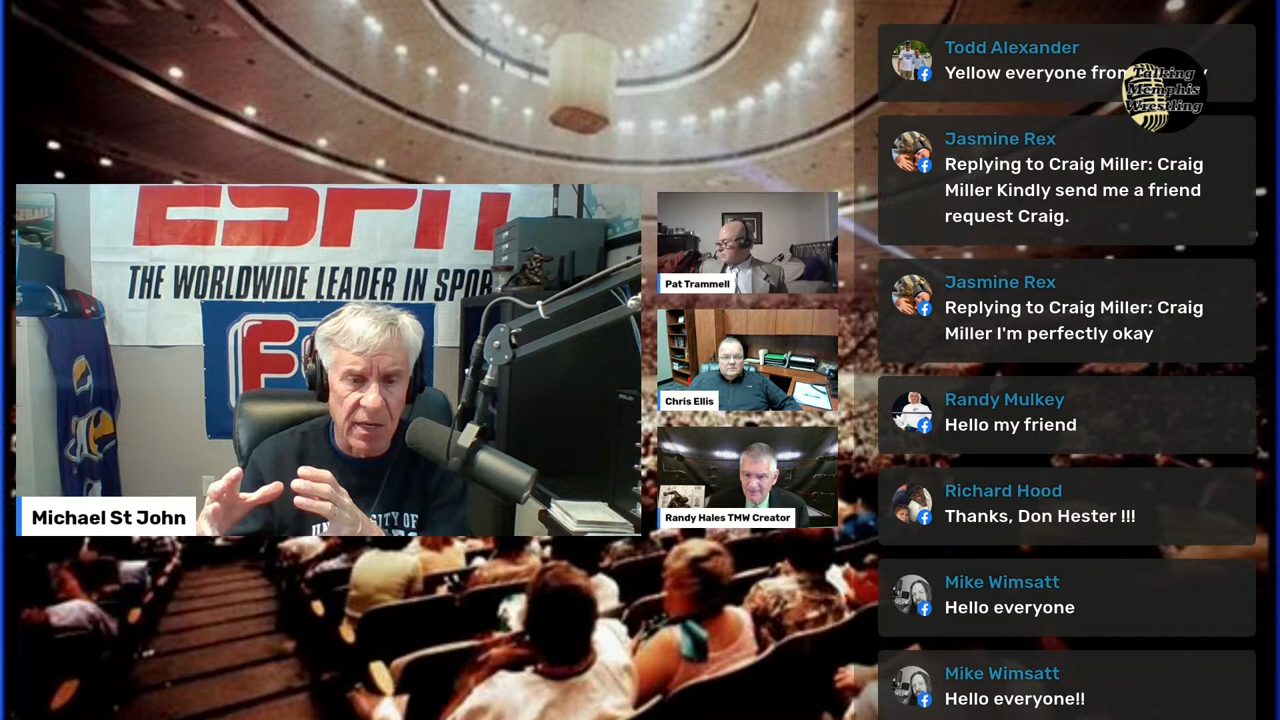 ESPN
THE WORLDWIDE LEADER IN SPOR
Michael St John
Pat Trammell
Chris Ellis
Randy Hales TMW Creator
Todd Alexander
Yellow everyone from
Talking
Memphis
Wrestling
Jasmine Rex
Replying to Craig Miller: Craig
Miller Kindly send me a friend
request Craig.
Jasmine Rex
Replying to Craig Miller: Craig
Miller I'm perfectly okay
Randy Mulkey
Hello my friend
Richard Hood
Thanks, Don Hester !!!
Mike Wimsatt
Hello everyone
Mike Wimsatt
Hello everyone!!